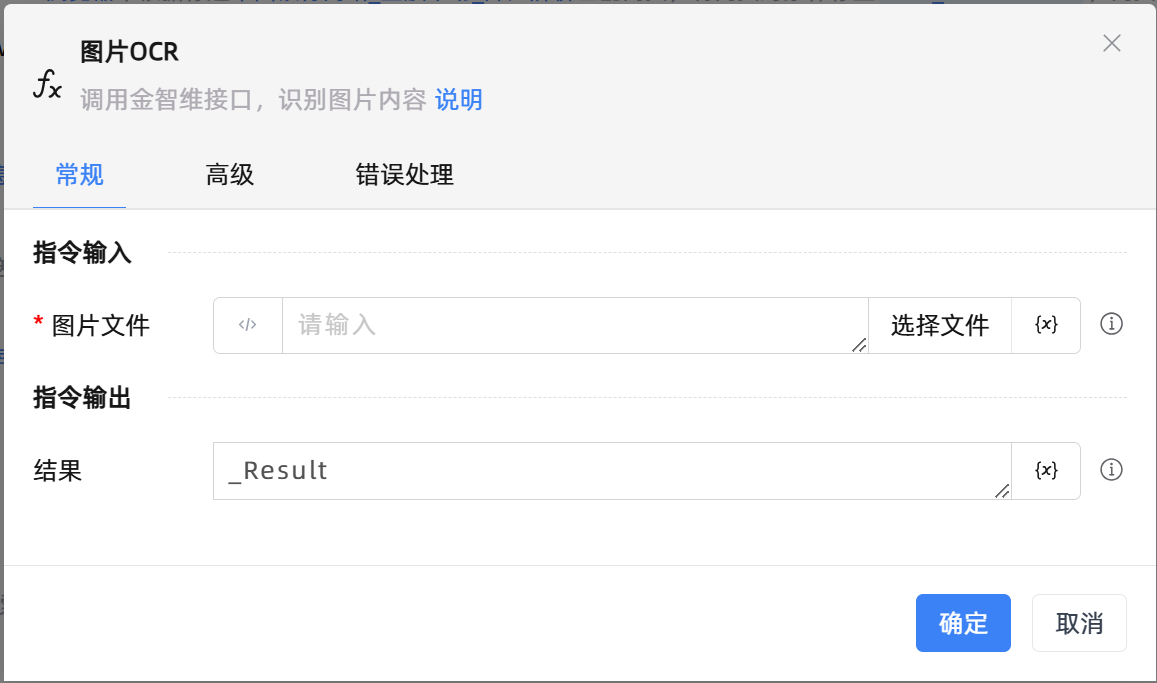 图片OCR
调用金智维接口，识别图片内容 说明
常规 高级 错误处理
指令输入
* 图片文件 </> 请输入 选择文件 {x}
指令输出
结果 _Result {x}
确定 取消